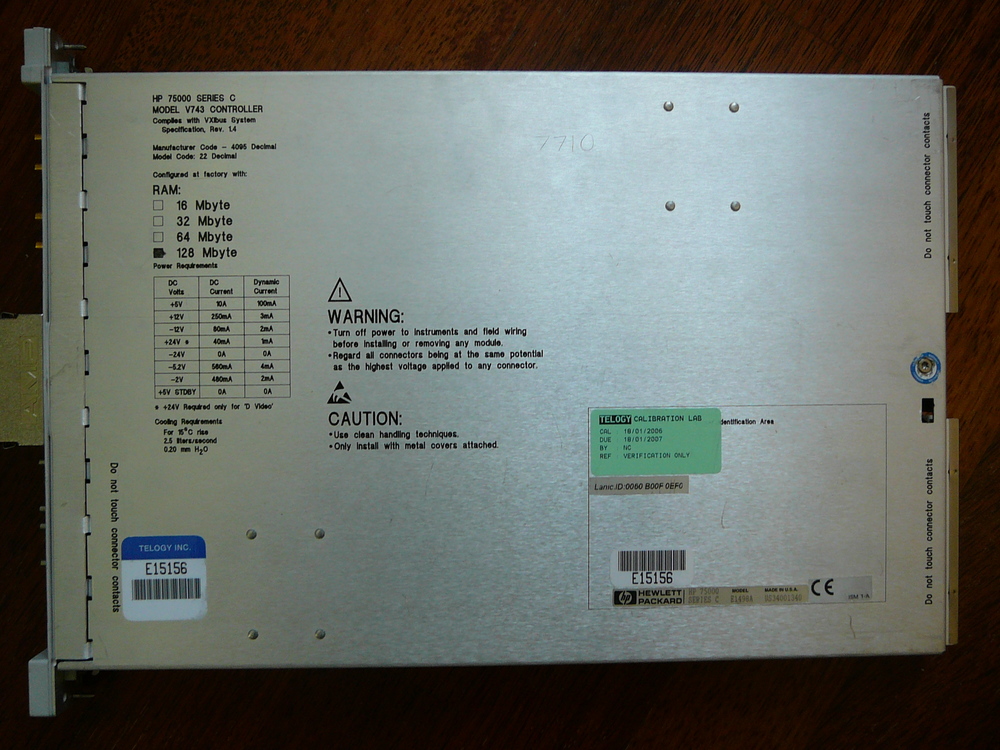 HP 75000 SERIES C
MODEL V743 CONTROLLER
Complies with VXIbus System
Specification, Rev. 1.4
Manufacturer Code - 4095 Decimal
Model Code: 22 Decimal
Configured at factory with:
RAM:
16 Mbyte
32 Mbyte
64 Mbyte
128 Mbyte
Power Requirements
DC Volts DC Current Dynamic Current
+5V 10A 100mA
+12V 250mA 3mA
-12V 60mA 2mA
+24V * 40mA 1mA
-24V 0A 0A
-5.2V 560mA 4mA
-2V 480mA 2mA
+5V STDBY 0A 0A
* +24V Required only for 'D Video'
Cooling Requirements
For 15°C rise
2.5 liters/second
0.20 mm H2O
Do not touch connector contacts
TELOGY INC.
E15156
7710
WARNING:
•Turn off power to instruments and field wiring
before installing or removing any module.
•Regard all connectors being at the same potential
as the highest voltage applied to any connector.
CAUTION:
•Use clean handling techniques.
•Only install with metal covers attached.
TELOGY CALIBRATION LAB
CAL 18/01/2006
DUE 18/01/2007
BY NC
REF VERIFICATION ONLY
dentification Area
Lanic.ID:0060 B00F 0EF0
E15156
hp HEWLETT PACKARD
HP 75000 SERIES C
MODEL E1498A
MADE IN U.S.A.
CE
ISM 1-A
Do not touch connector contacts
Do not touch connector contacts